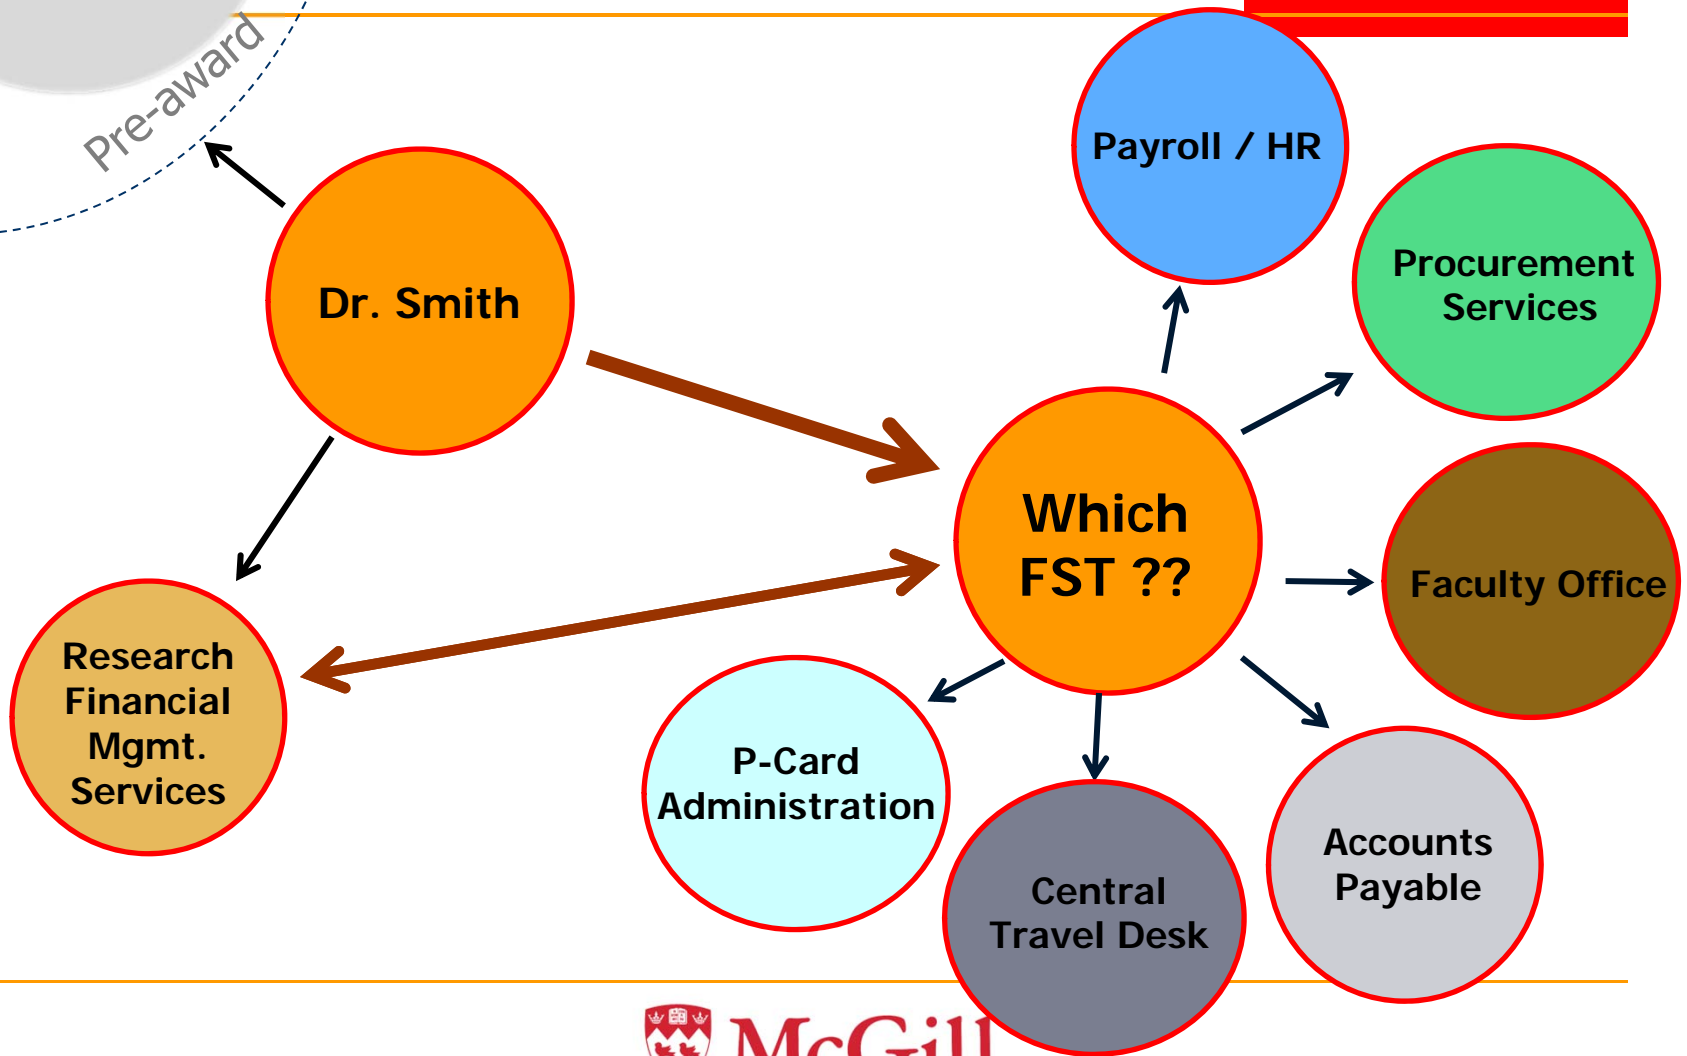 Pre-award
Payroll / HR
Procurement
Services
Dr. Smith
Which
FST ??
Faculty Office
Research
Financial
Mgmt.
Services
P-Card
Administration
Accounts
Payable
Central
Travel Desk
McGill